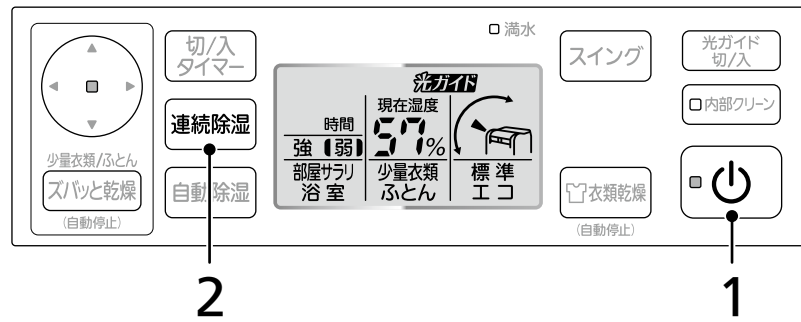 切/入
タイマー
連続除湿
自動除湿
少量衣類/ふとん
ズバッと乾燥
(自動停止)
光ガイド
現在湿度
時間
57%
強【弱】
部屋サラリ
浴室
少量衣類
ふとん
標準
エコ
満水
スイング
衣類乾燥
(自動停止)
光ガイド
切/入
内部クリーン
2
1